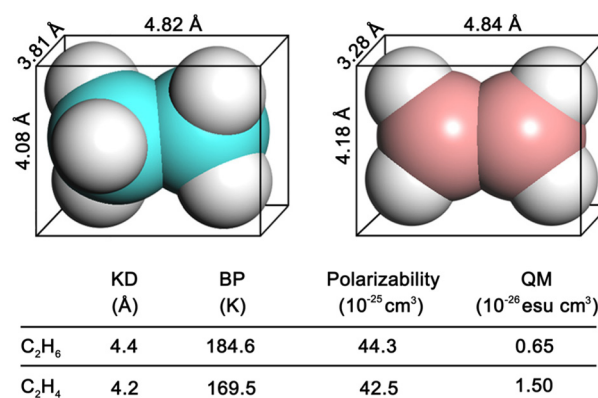 4.82 Å
3.81 Å
4.08 Å
4.84 Å
3.28 Å
4.18 Å
KD BP Polarizability QM
(Å) (K) (10⁻²⁵ cm³) (10⁻²⁶ esu cm³)
C₂H₆ 4.4 184.6 44.3 0.65
C₂H₄ 4.2 169.5 42.5 1.50